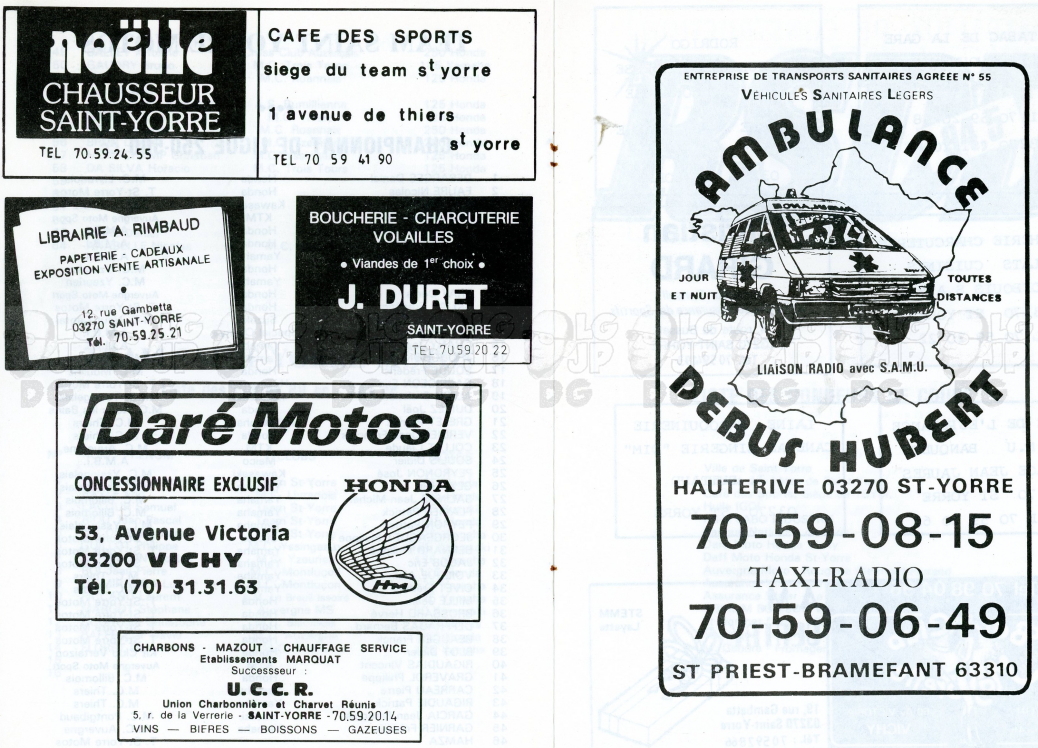 noëlle
CHAUSSEUR
SAINT-YORRE
TEL 70.59.24.55
CAFE DES SPORTS
siege du team st yorre
1 avenue de thiers
st yorre
TEL 70 59 41 90
LIBRAIRIE A. RIMBAUD
PAPETERIE - CADEAUX
EXPOSITION VENTE ARTISANALE
12, rue Gambetta
03270 SAINT-YORRE
Tél. 70.59.25.21
BOUCHERIE - CHARCUTERIE
VOLAILLES
• Viandes de 1er choix •
J. DURET
SAINT-YORRE
TEL 70.59.20 22
Daré Motos
CONCESSIONNAIRE EXCLUSIF
53, Avenue Victoria
03200 VICHY
Tél. (70) 31.31.63
HONDA
HM
CHARBONS - MAZOUT - CHAUFFAGE SERVICE
Etablissements MARQUAT
Successseur :
U.C.C.R.
Union Charbonnière et Charvet Réunis
5, r. de la Verrerie - SAINT-YORRE -70.59.20.14
VINS — BIERES — BOISSONS — GAZEUSES
ENTREPRISE DE TRANSPORTS SANITAIRES AGRÉÉE N° 55
VÉHICULES SANITAIRES LÉGERS
AMBULANCE
JOUR
ET NUIT
TOUTES
DISTANCES
LIAISON RADIO avec S.A.M.U.
DEBUS HUBERT
HAUTERIVE 03270 ST-YORRE
70-59-08-15
TAXI-RADIO
70-59-06-49
ST PRIEST-BRAMEFANT 63310